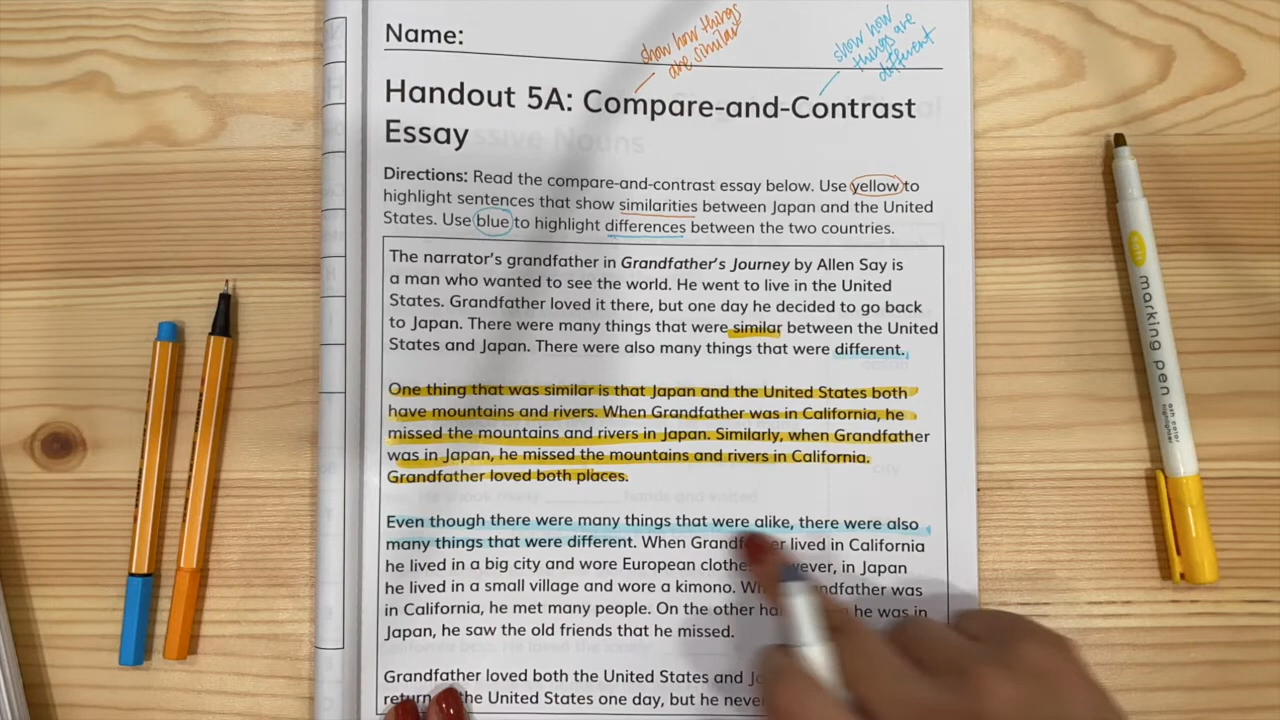 show how things
are similar
show how
things are
different
Name:
Handout 5A: Compare-and-Contrast
Essay
Directions: Read the compare-and-contrast essay below. Use yellow to
highlight sentences that show similarities between Japan and the United
States. Use blue to highlight differences between the two countries.
The narrator's grandfather in Grandfather's Journey by Allen Say is
a man who wanted to see the world. He went to live in the United
States. Grandfather loved it there, but one day he decided to go back
to Japan. There were many things that were similar between the United
States and Japan. There were also many things that were different.
One thing that was similar is that Japan and the United States both
have mountains and rivers. When Grandfather was in California, he
missed the mountains and rivers in Japan. Similarly, when Grandfather
was in Japan, he missed the mountains and rivers in California.
Grandfather loved both places.
Even though there were many things that were alike, there were also
many things that were different. When lived in California
he lived in a big city and wore European in Japan
he lived in a small village and wore a kimono. was
in California, he met many people. On the other he was in
Japan, he saw the old friends that he missed.
Grandfather loved both the United States and
the United States one day, but he never
marking pen